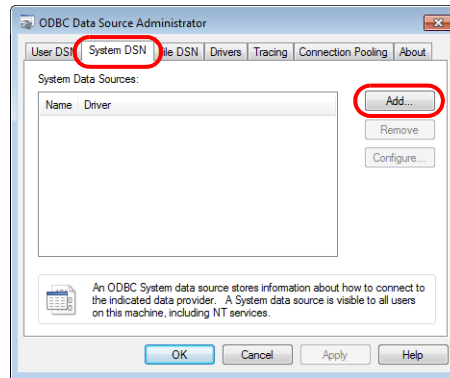 ODBC Data Source Administrator
User DSN System DSN File DSN Drivers Tracing Connection Pooling About
System Data Sources:
Name Driver
Add...
Remove
Configure...
An ODBC System data source stores information about how to connect to
the indicated data provider. A System data source is visible to all users
on this machine, including NT services.
OK Cancel Apply Help